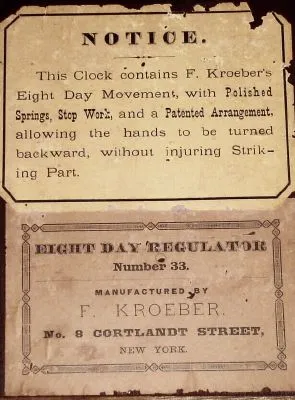 NOTICE.
This Clock contains F. Kroeber's
Eight Day Movement, with Polished
Springs, Stop Work, and a Patented Arrangement,
allowing the hands to be turned
backward, without injuring Strik-
ing Part.
EIGHT DAY REGULATOR
Number 33.
MANUFACTURED BY
F. KROEBER.
No. 8 CORTLANDT STREET,
NEW YORK.